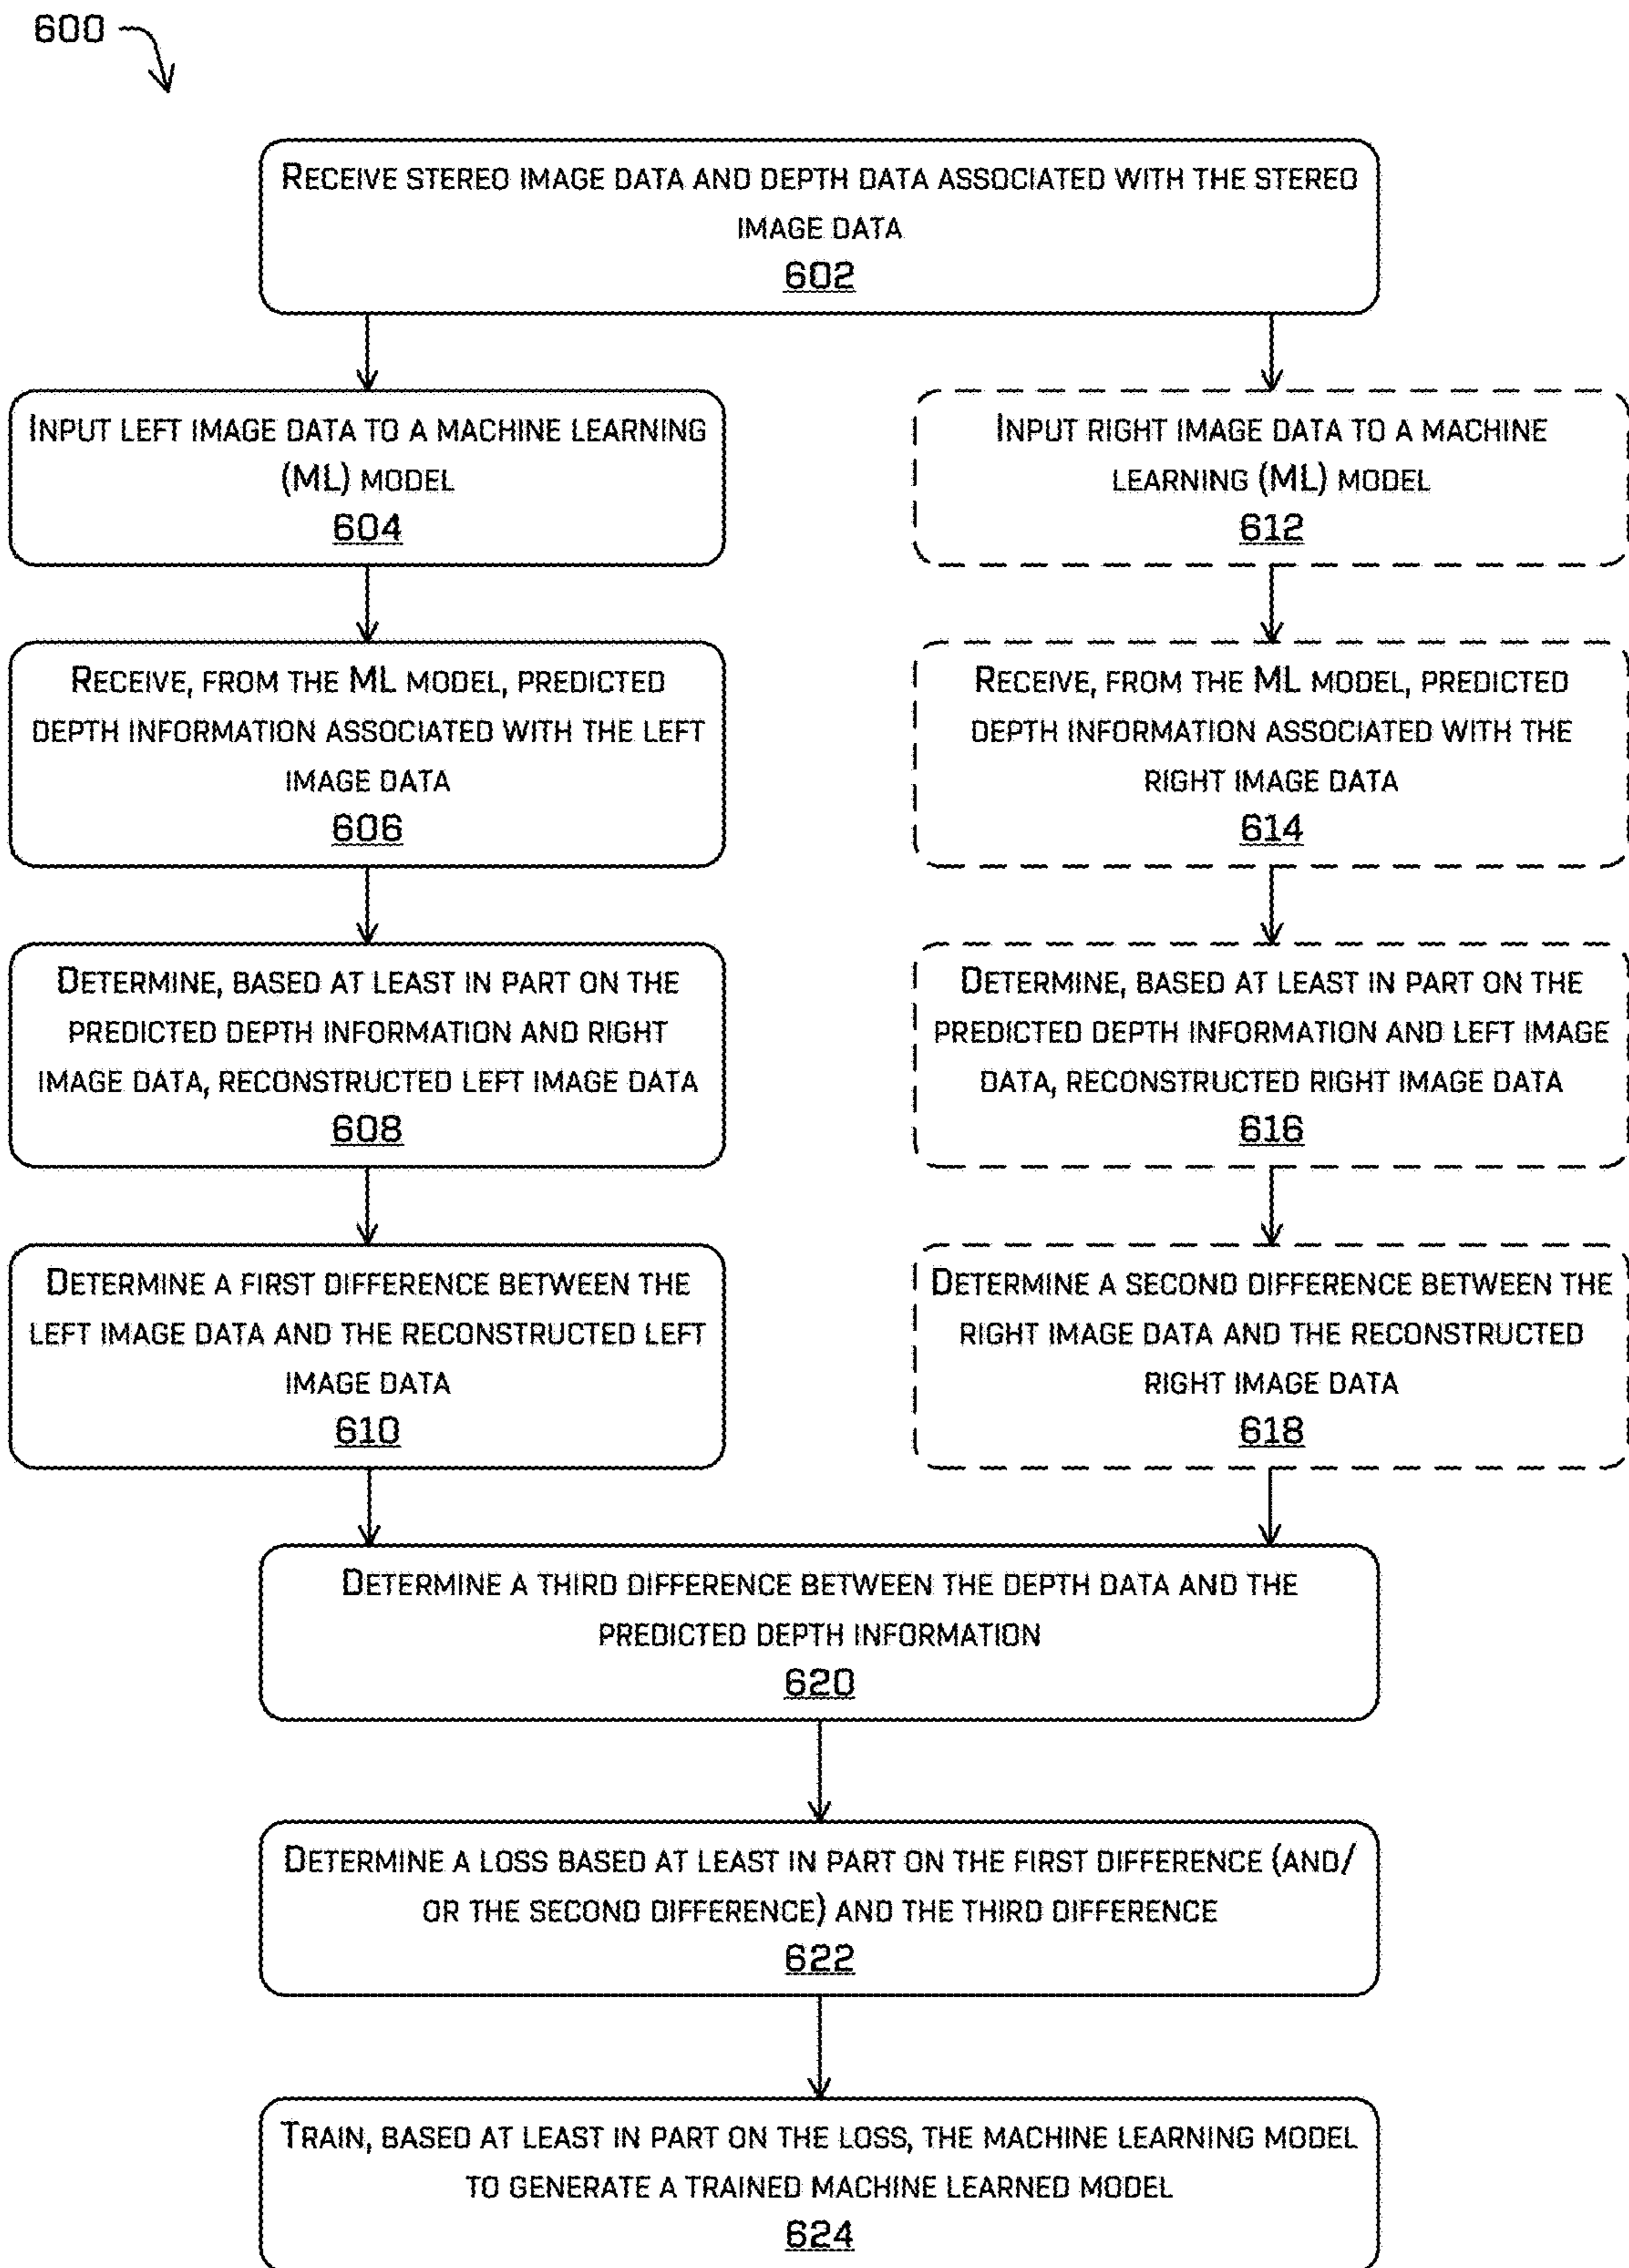 600
RECEIVE STEREO IMAGE DATA AND DEPTH DATA ASSOCIATED WITH THE STEREO
IMAGE DATA
602
INPUT LEFT IMAGE DATA TO A MACHINE LEARNING
(ML) MODEL
604
RECEIVE, FROM THE ML MODEL, PREDICTED
DEPTH INFORMATION ASSOCIATED WITH THE LEFT
IMAGE DATA
606
DETERMINE, BASED AT LEAST IN PART ON THE
PREDICTED DEPTH INFORMATION AND RIGHT
IMAGE DATA, RECONSTRUCTED LEFT IMAGE DATA
608
DETERMINE A FIRST DIFFERENCE BETWEEN THE
LEFT IMAGE DATA AND THE RECONSTRUCTED LEFT
IMAGE DATA
610
INPUT RIGHT IMAGE DATA TO A MACHINE
LEARNING (ML) MODEL
612
RECEIVE, FROM THE ML MODEL, PREDICTED
DEPTH INFORMATION ASSOCIATED WITH THE
RIGHT IMAGE DATA
614
DETERMINE, BASED AT LEAST IN PART ON THE
PREDICTED DEPTH INFORMATION AND LEFT IMAGE
DATA, RECONSTRUCTED RIGHT IMAGE DATA
616
DETERMINE A SECOND DIFFERENCE BETWEEN THE
RIGHT IMAGE DATA AND THE RECONSTRUCTED
RIGHT IMAGE DATA
618
DETERMINE A THIRD DIFFERENCE BETWEEN THE DEPTH DATA AND THE
PREDICTED DEPTH INFORMATION
620
DETERMINE A LOSS BASED AT LEAST IN PART ON THE FIRST DIFFERENCE (AND/
OR THE SECOND DIFFERENCE) AND THE THIRD DIFFERENCE
622
TRAIN, BASED AT LEAST IN PART ON THE LOSS, THE MACHINE LEARNING MODEL
TO GENERATE A TRAINED MACHINE LEARNED MODEL
624